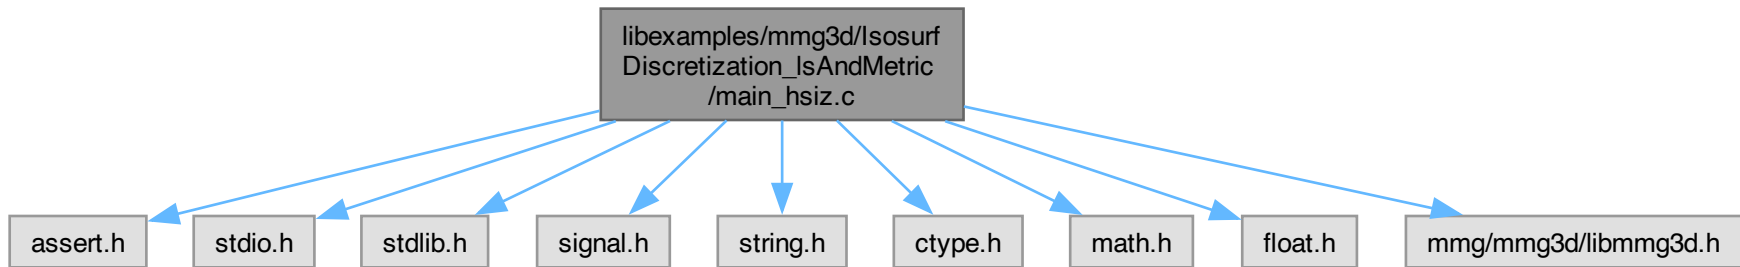 libexamples/mmg3d/Isosurf
Discretization_lsAndMetric
/main_hsiz.c
assert.h
stdio.h
stdlib.h
signal.h
string.h
ctype.h
math.h
float.h
mmg/mmg3d/libmmg3d.h